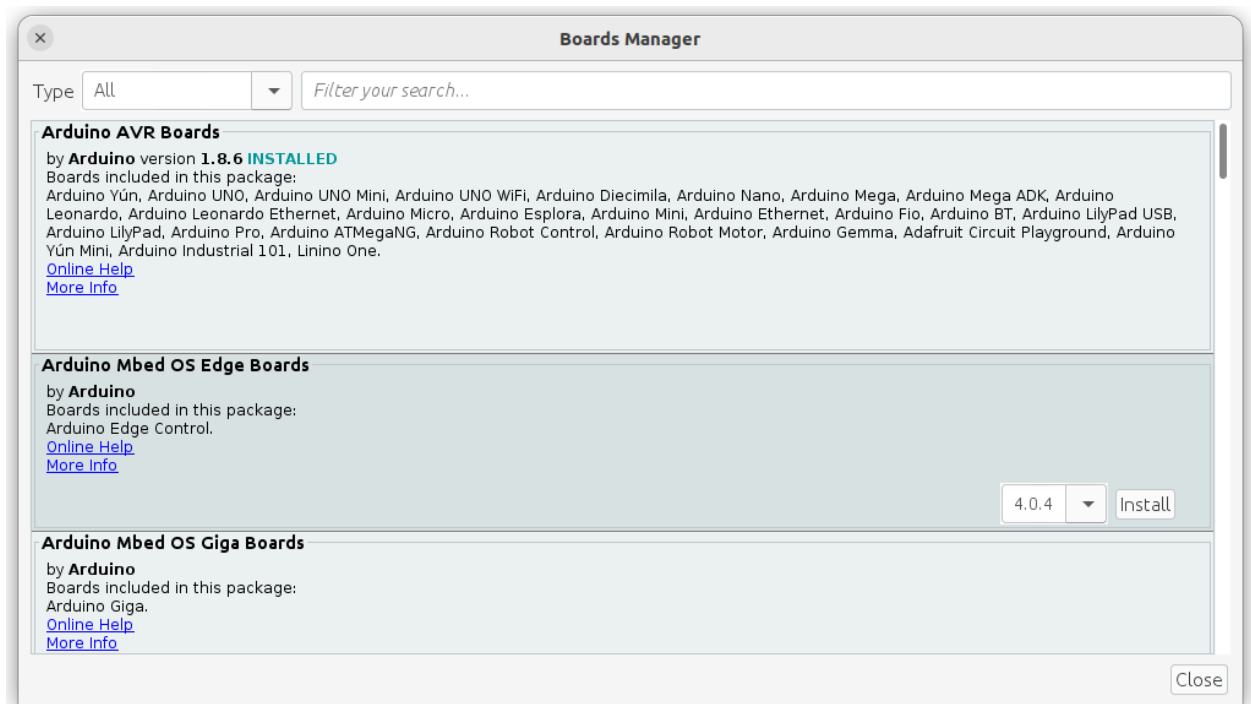 Boards Manager
Type All Filter your search...
Arduino AVR Boards
by Arduino version 1.8.6 INSTALLED
Boards included in this package:
Arduino Yún, Arduino UNO, Arduino UNO Mini, Arduino UNO WiFi, Arduino Diecimila, Arduino Nano, Arduino Mega, Arduino Mega ADK, Arduino
Leonardo, Arduino Leonardo Ethernet, Arduino Micro, Arduino Esplora, Arduino Mini, Arduino Ethernet, Arduino Fio, Arduino BT, Arduino LilyPad USB,
Arduino LilyPad, Arduino Pro, Arduino ATMegaNG, Arduino Robot Control, Arduino Robot Motor, Arduino Gemma, Adafruit Circuit Playground, Arduino
Yún Mini, Arduino Industrial 101, Linino One.
Online Help
More Info
Arduino Mbed OS Edge Boards
by Arduino
Boards included in this package:
Arduino Edge Control.
Online Help
More Info
4.0.4 Install
Arduino Mbed OS Giga Boards
by Arduino
Boards included in this package:
Arduino Giga.
Online Help
More Info
Close